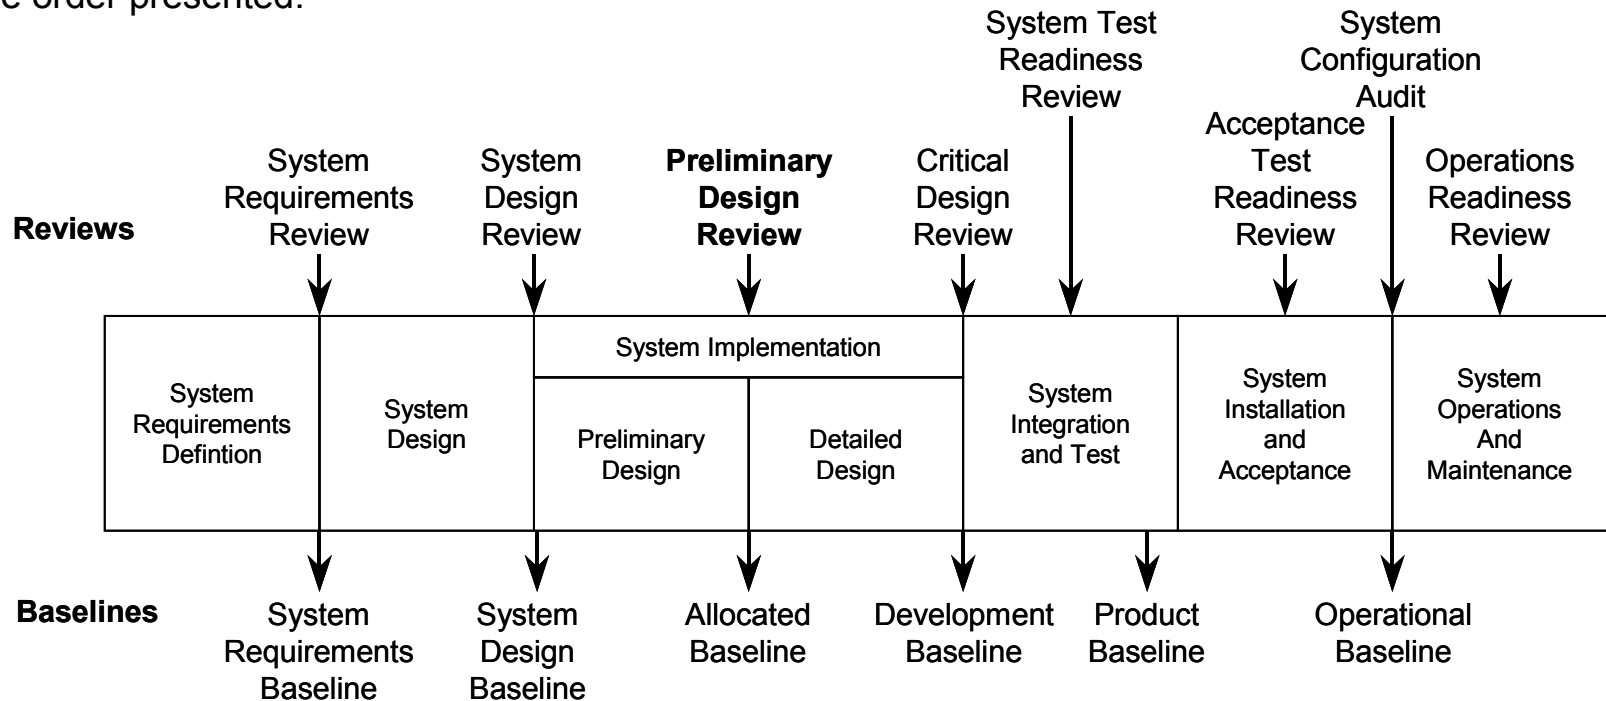 e order presented.
System Test
Readiness
Review
System
Configuration
Audit
System
Requirements
Review
System
Design
Review
Preliminary
Design
Review
Critical
Design
Review
Acceptance
Test
Readiness
Review
Operations
Readiness
Review
Reviews
System
Requirements
Defintion
System
Design
System Implementation
Preliminary
Design
Detailed
Design
System
Integration
and Test
System
Installation
and
Acceptance
System
Operations
And
Maintenance
Baselines
System
Requirements
Baseline
System
Design
Baseline
Allocated
Baseline
Development
Baseline
Product
Baseline
Operational
Baseline